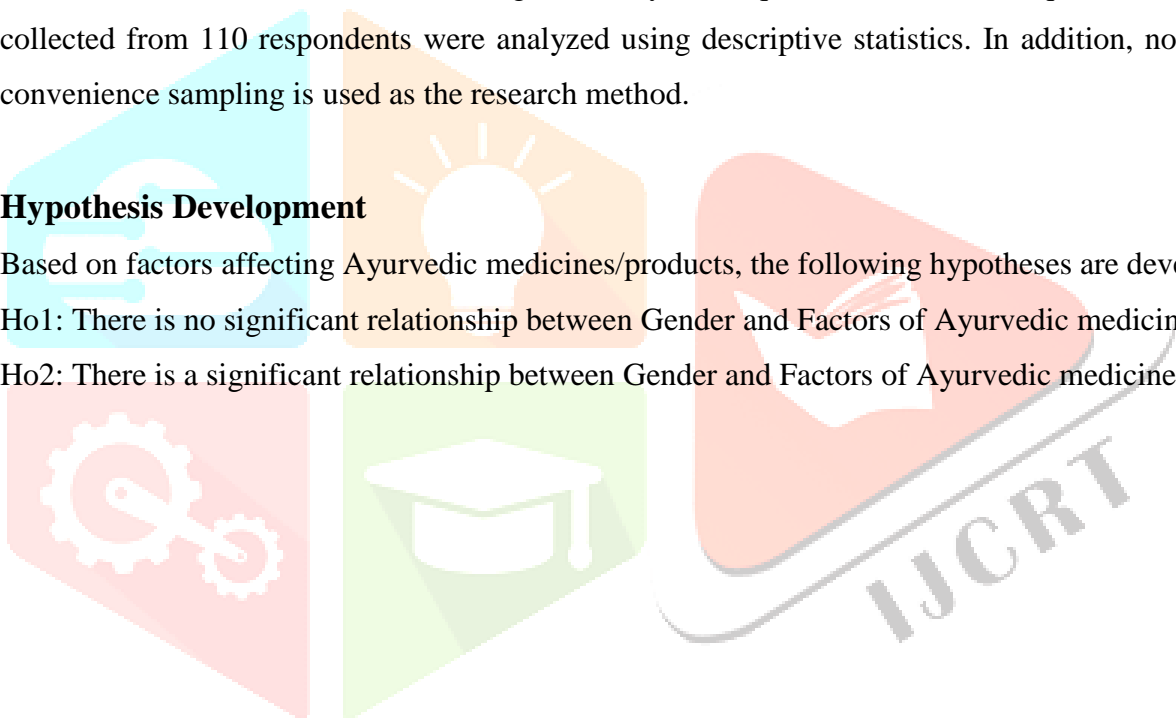 collected from 110 respondents were analyzed using descriptive statistics. In addition, no
convenience sampling is used as the research method.
Hypothesis Development
Based on factors affecting Ayurvedic medicines/products, the following hypotheses are
Ho1: There is no significant relationship between Gender and Factors of Ayurvedic
Ho2: There is a significant relationship between Gender and Factors of Ayurvedic medicine
IJCRT